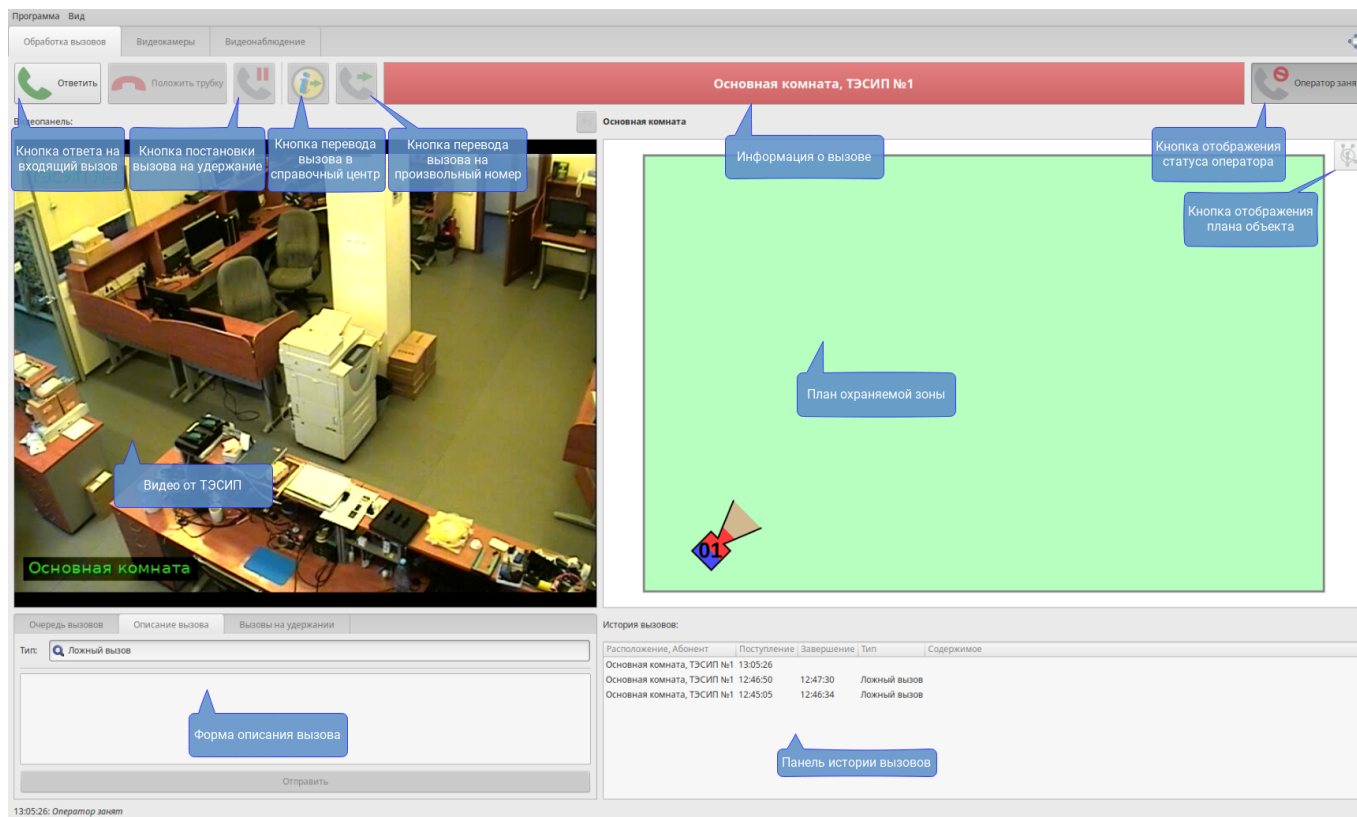 Программа Вид
Обработка вызовов Видеокамеры Видеонаблюдение
Ответить Положить трубку Основная комната, ТЭСИП №1 Оператор заня
Видеопанель: Основная комната
Кнопка ответа на
входящий вызов
Кнопка постановки
вызова на удержание
Кнопка перевода
вызова в
справочный центр
Кнопка перевода
вызова на
произвольный номер
Информация о вызове
Кнопка отображения
статуса оператора
Кнопка отображения
плана объекта
План охраняемой зоны
Видео от ТЭСИП
01
Основная комната
Очередь вызовов Описание вызова Вызовы на удержании
Тип: Ложный вызов
Форма описания вызова
Отправить
История вызовов:
Расположение, Абонент Поступление Завершение Тип Содержимое
Основная комната, ТЭСИП №1 13:05:26
Основная комната, ТЭСИП №1 12:46:50 12:47:30 Ложный вызов
Основная комната, ТЭСИП №1 12:45:05 12:46:34 Ложный вызов
Панель истории вызовов
13:05:26: Оператор занят